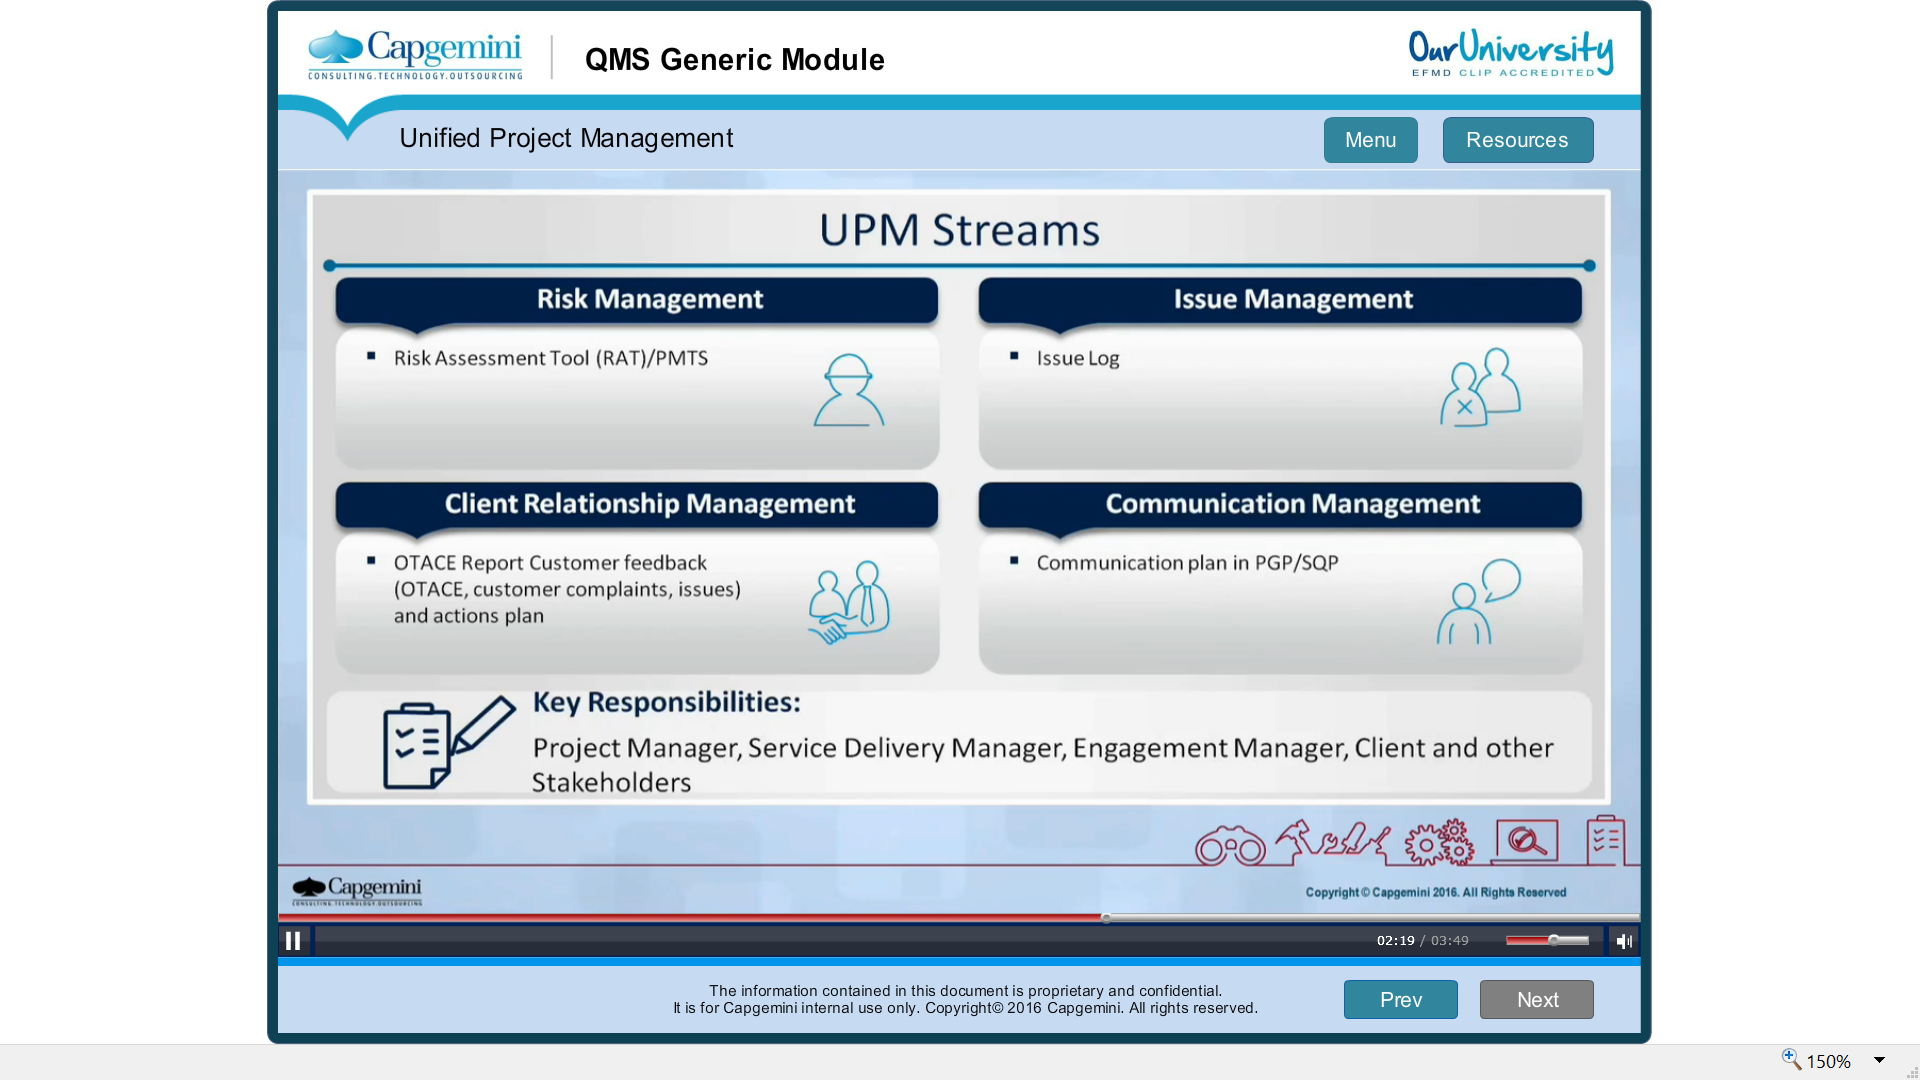 Capgemini
CONSULTING.TECHNOLOGY.OUTSOURCING
QMS Generic Module
OurUniversity
EFMD CLIP ACCREDITED
Unified Project Management
Menu
Resources
UPM Streams
Risk Management
Issue Management
▪ Risk Assessment Tool (RAT)/PMTS
▪ Issue Log
Client Relationship Management
Communication Management
▪ OTACE Report Customer feedback
(OTACE, customer complaints, issues)
and actions plan
▪ Communication plan in PGP/SQP
Key Responsibilities:
Project Manager, Service Delivery Manager, Engagement Manager, Client and other
Stakeholders
Capgemini
CONSULTING.TECHNOLOGY.OUTSOURCING
Copyright © Capgemini 2016. All Rights Reserved
02:19 / 03:49
The information contained in this document is proprietary and confidential.
It is for Capgemini internal use only. Copyright© 2016 Capgemini. All rights reserved.
Prev
Next
150%